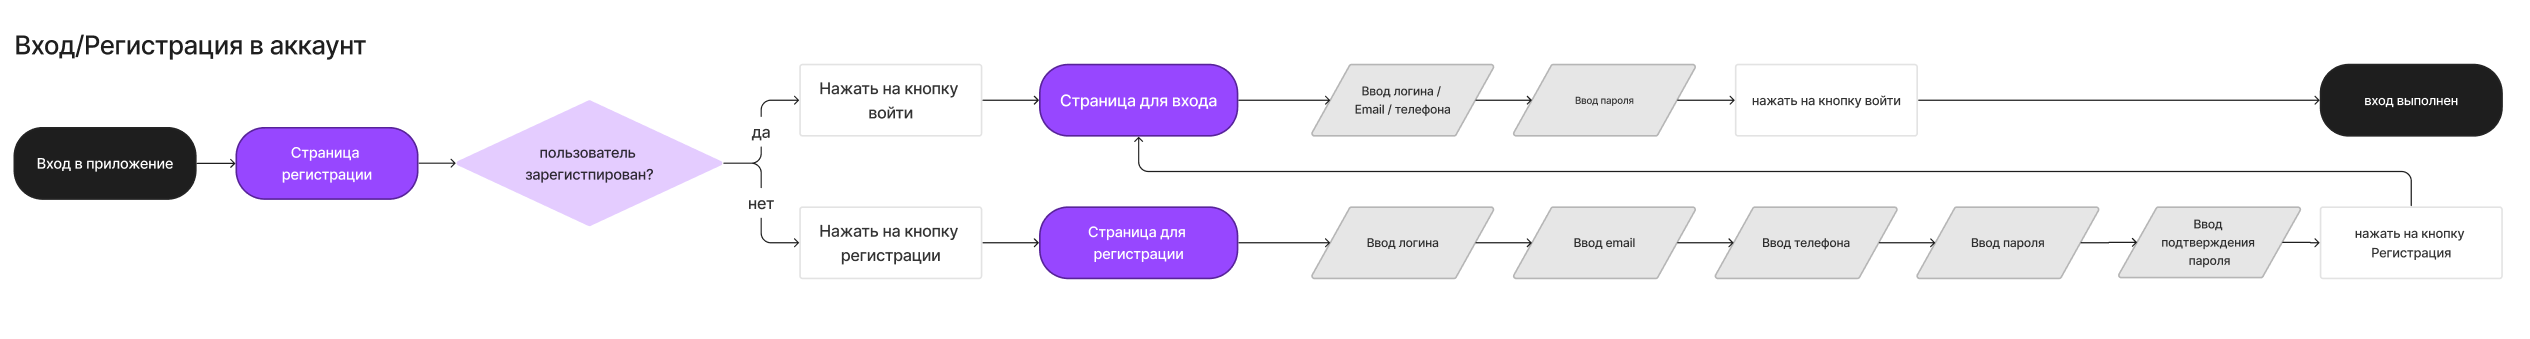 Вход/Регистрация в аккаунт
Вход в приложение
Страница
регистрации
пользователь
зарегистпирован?
да
Нажать на кнопку
войти
Страница для входа
Ввод логина /
Email / телефона
Ввод пароля
нажать на кнопку войти
вход выполнен
нет
Нажать на кнопку
регистрации
Страница для
регистрации
Ввод логина
Ввод email
Ввод телефона
Ввод пароля
Ввод
подтверждения
пароля
нажать на кнопку
Регистрация